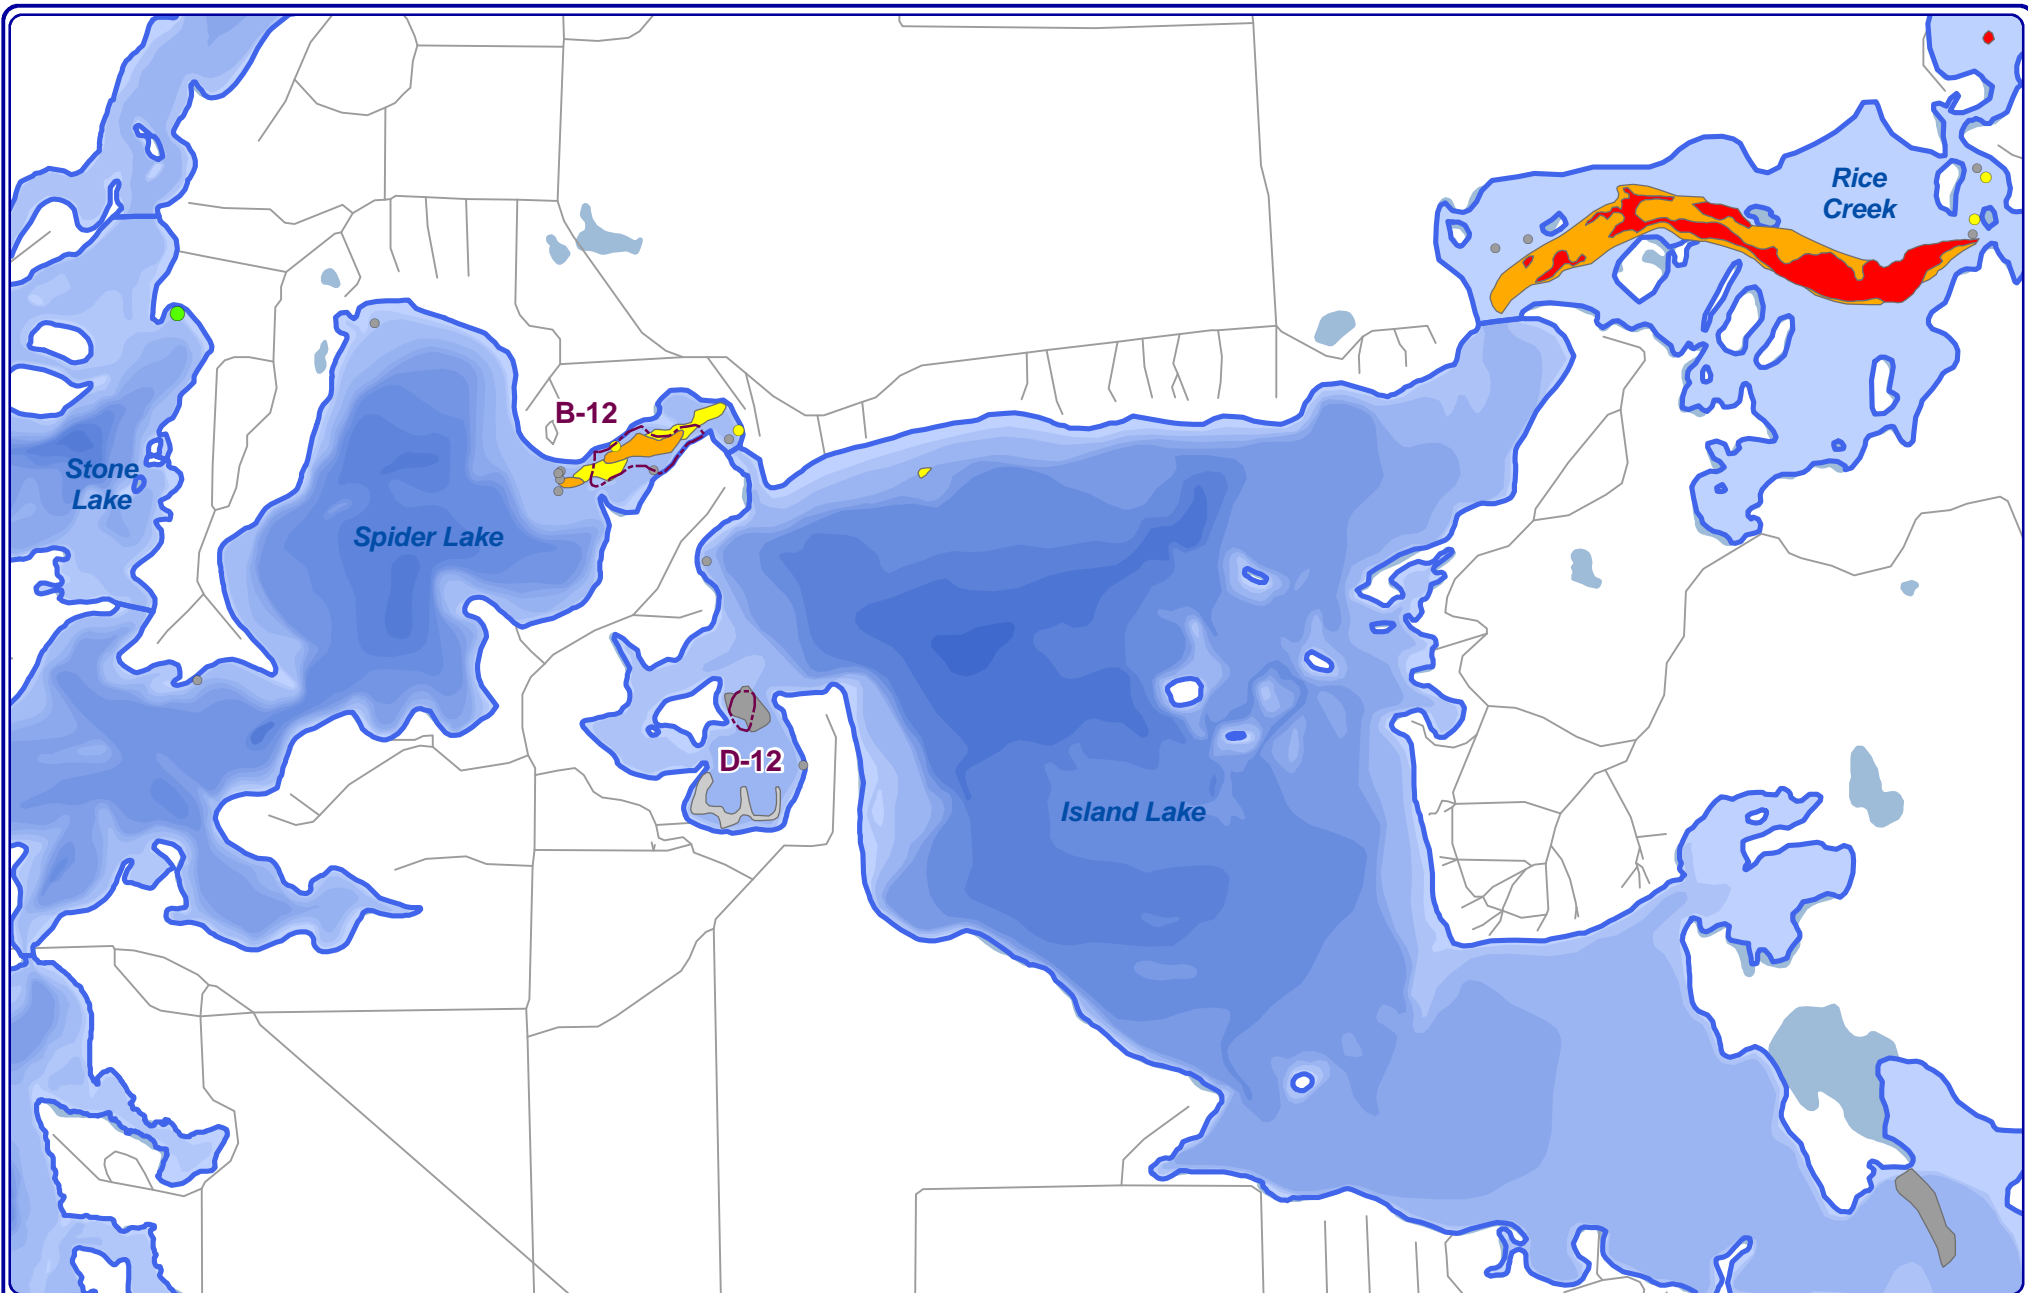 Rice
Creek
B-12
Stone
Lake
Spider Lake
D-12
Island Lake